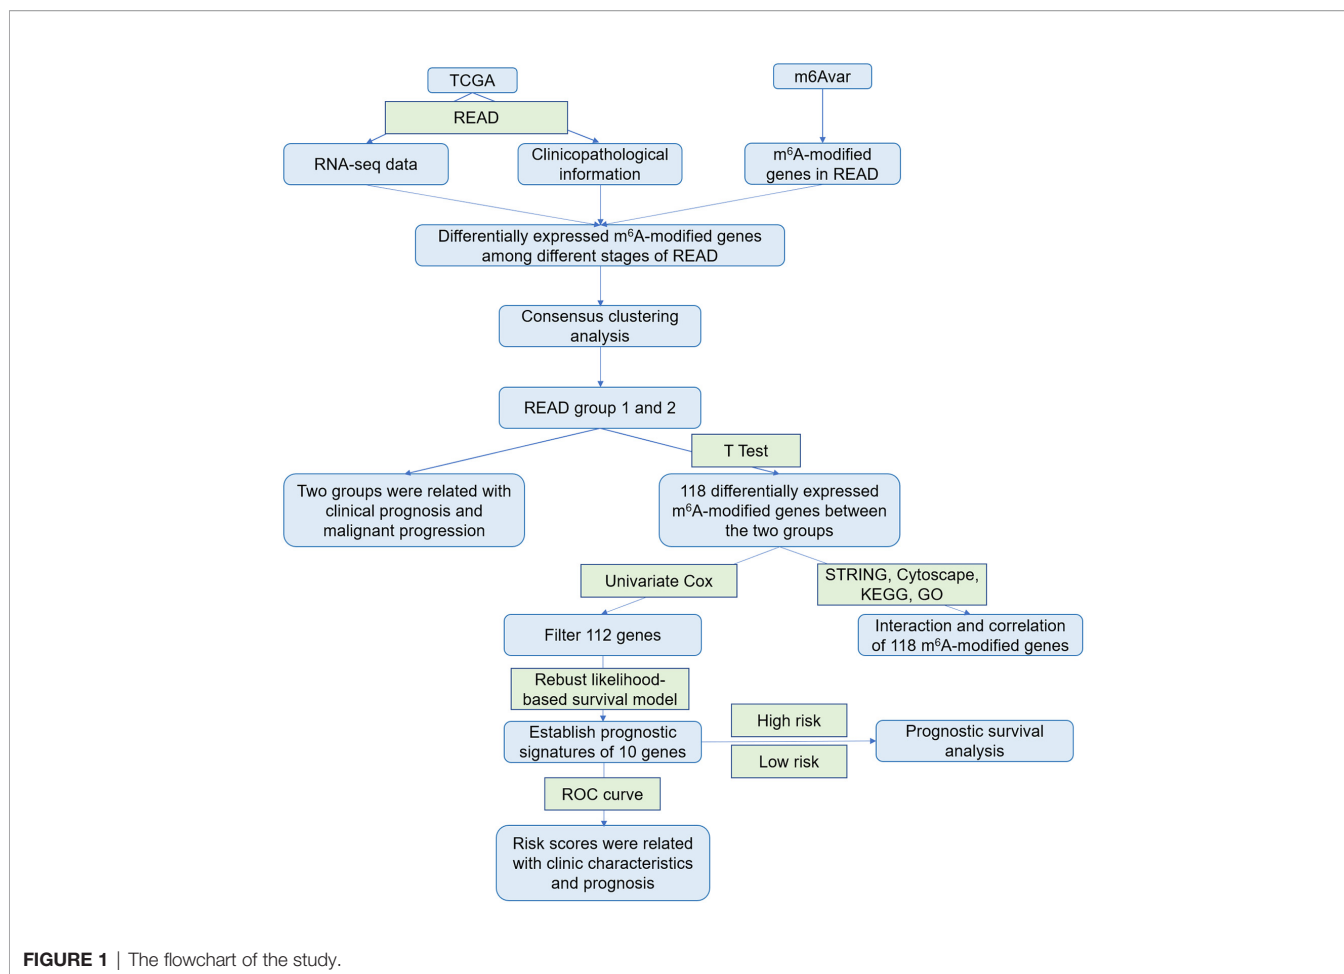 TCGA
m6Avar
READ
RNA-seq data
Clinicopathological
information
m⁶A-modified
genes in READ
Differentially expressed m⁶A-modified genes
among different stages of READ
Consensus clustering
analysis
READ group 1 and 2
T Test
Two groups were related with
clinical prognosis and
malignant progression
118 differentially expressed
m⁶A-modified genes between
the two groups
Univariate Cox
STRING, Cytoscape,
KEGG, GO
Filter 112 genes
Interaction and correlation
of 118 m⁶A-modified genes
Rebust likelihood-
based survival model
High risk
Establish prognostic
signatures of 10 genes
Prognostic survival
analysis
Low risk
ROC curve
Risk scores were related
with clinic characteristics
and prognosis
FIGURE 1 | The flowchart of the study.